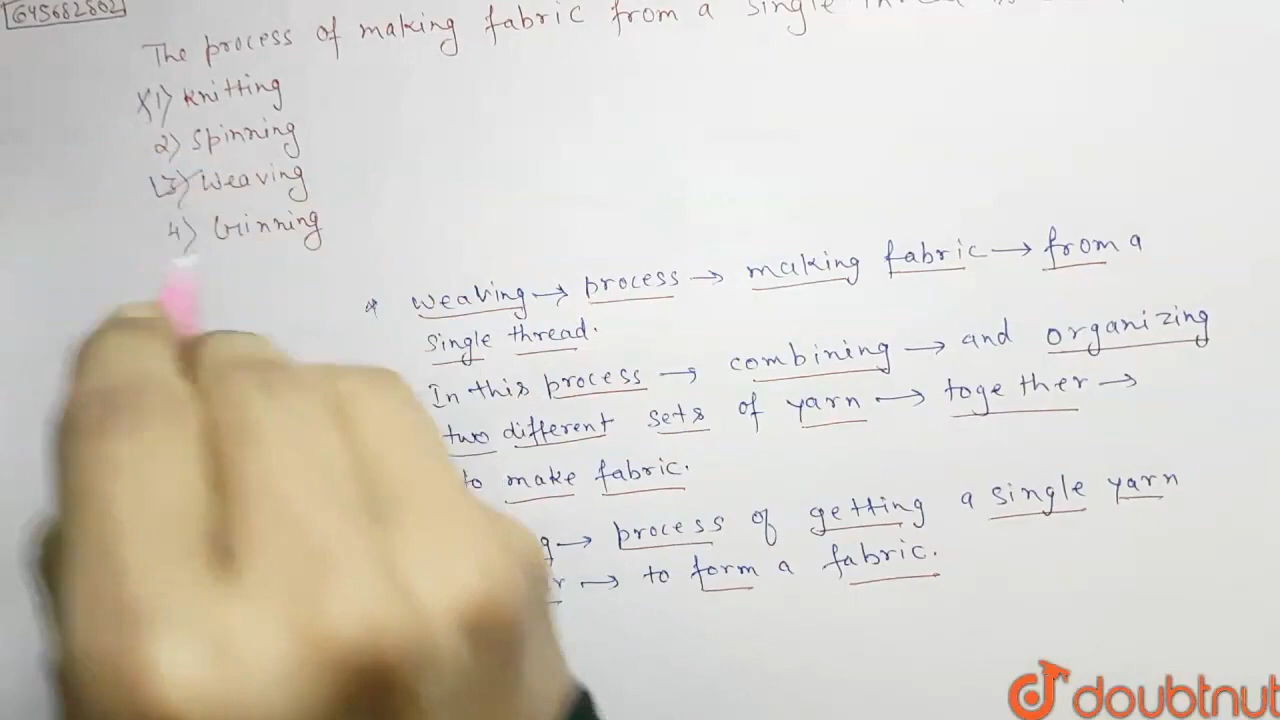 645682802
The process of making fabric from a single
1) Knitting
2) Spinning
3) Weaving
4) Ginning
* Weaving → process → making fabric → from a
single thread.
In this process → combining → and organizing
two different sets of yarn → together →
to make fabric.
→ process of getting a single yarn
→ to form a fabric.
doubtnut